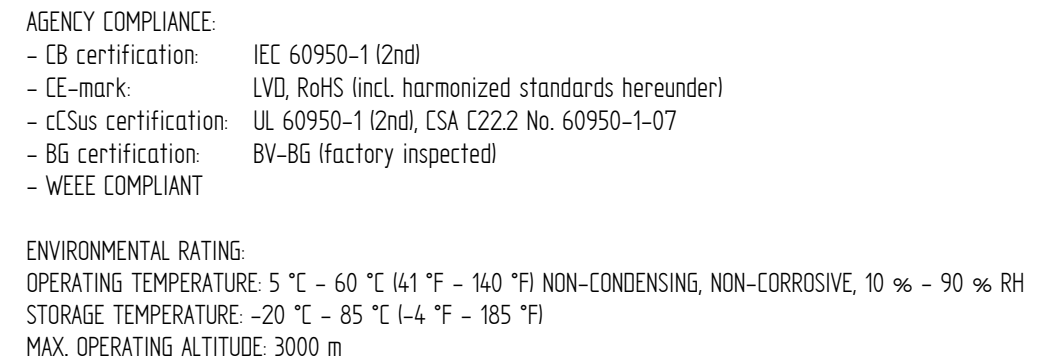 AGENCY COMPLIANCE:
- CB certification: IEC 60950-1 (2nd)
- CE-mark: LVD, RoHS (incl. harmonized standards hereunder)
- cCSus certification: UL 60950-1 (2nd), CSA C22.2 No. 60950-1-07
- BG certification: BV-BG (factory inspected)
- WEEE COMPLIANT
ENVIRONMENTAL RATING:
OPERATING TEMPERATURE: 5 °C - 60 °C (41 °F - 140 °F) NON-CONDENSING, NON-CORROSIVE, 10 % - 90 % RH
STORAGE TEMPERATURE: -20 °C - 85 °C (-4 °F - 185 °F)
MAX. OPERATING ALTITUDE: 3000 m